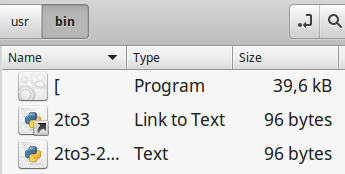 usr bin
Name Type Size
[ Program 39,6 kB
2to3 Link to Text 96 bytes
2to3-2... Text 96 bytes